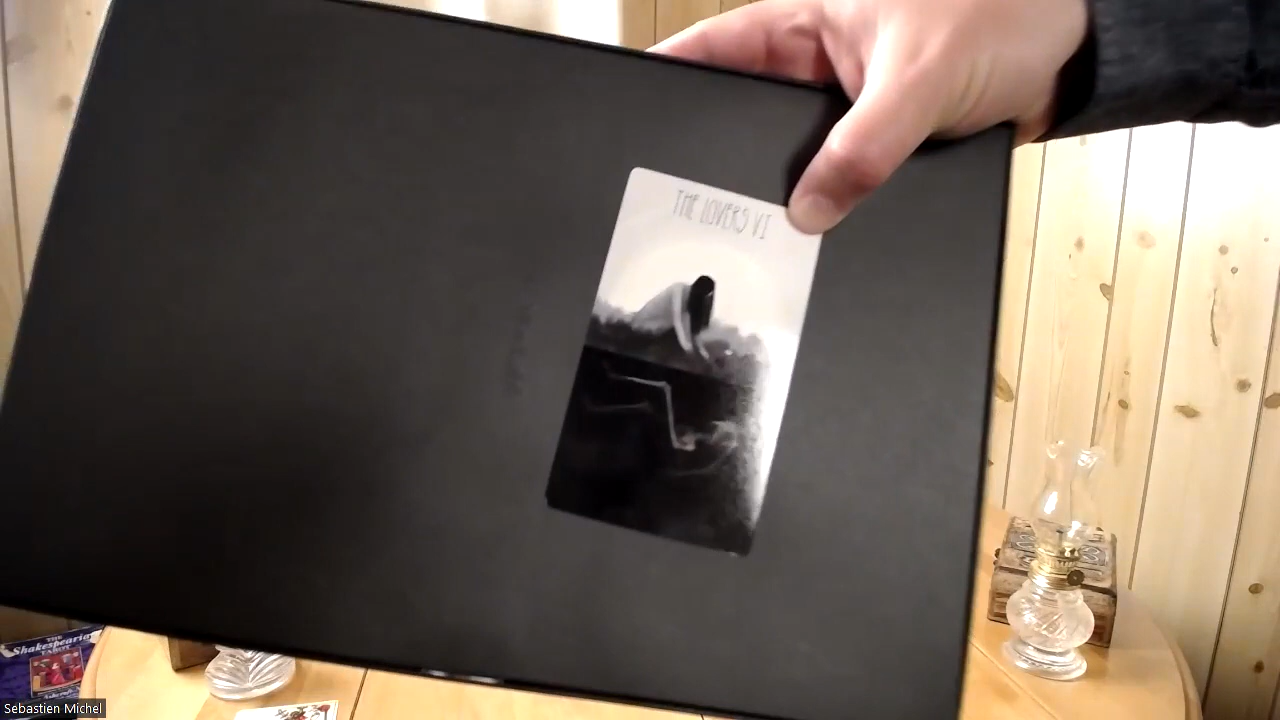 THE LOVERS VI
THE
Shakespearian
TAROT
Sebastien Michel